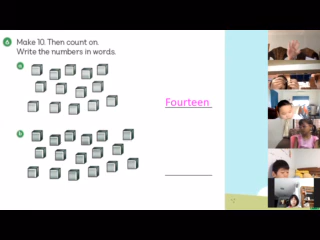 6 Make 10. Then count on.
Write the numbers in words.
a
Fourteen
b